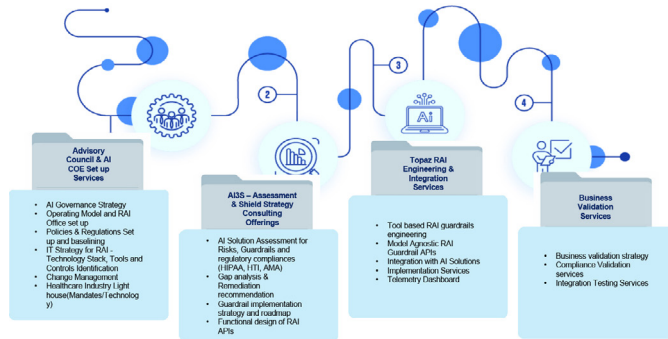 Advisory
Council & AI
COE Set up
Services
• AI Governance Strategy
• Operating Model and RAI
Office set up
• Policies & Regulations Set
up and baselining
• IT Strategy for RAI -
Technology Stack, Tools and
Controls Identification
• Change Management
• Healthcare Industry Light
house(Mandates/Technolog
y)
2
AI3S – Assessment
& Shield Strategy
Consulting
Offerings
• AI Solution Assessment for
Risks, Guardrails and
regulatory compliances
(HIPAA, HTI, AMA)
• Gap analysis &
Remediation
recommendation
• Guardrail implementation
strategy and roadmap
• Functional design of RAI
APIs
3
Ai
Topaz RAI
Engineering &
Integration
Services
• Tool based RAI guardrails
engineering
• Model Agnostic RAI
Guardrail APIs
• Integration with AI Solutions
• Implementation Services
• Telemetry Dashboard
4
Business
Validation
Services
• Business validation strategy
• Compliance Validation
services
• Integration Testing Services